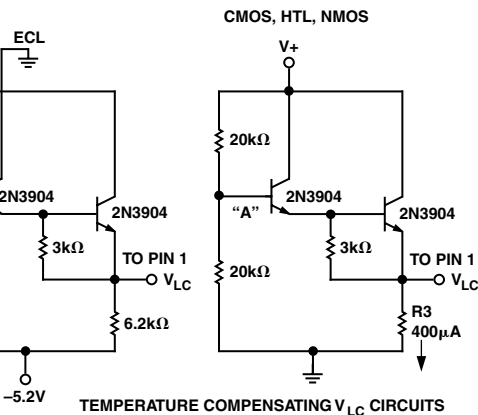 CMOS, HTL, NMOS
ECL
V+
20kΩ
2N3904
2N3904
"A"
2N3904
2N3904
3kΩ
TO PIN 1
VLC
20kΩ
3kΩ
TO PIN 1
VLC
6.2kΩ
R3
400μA
–5.2V
TEMPERATURE COMPENSATING VLC CIRCUITS